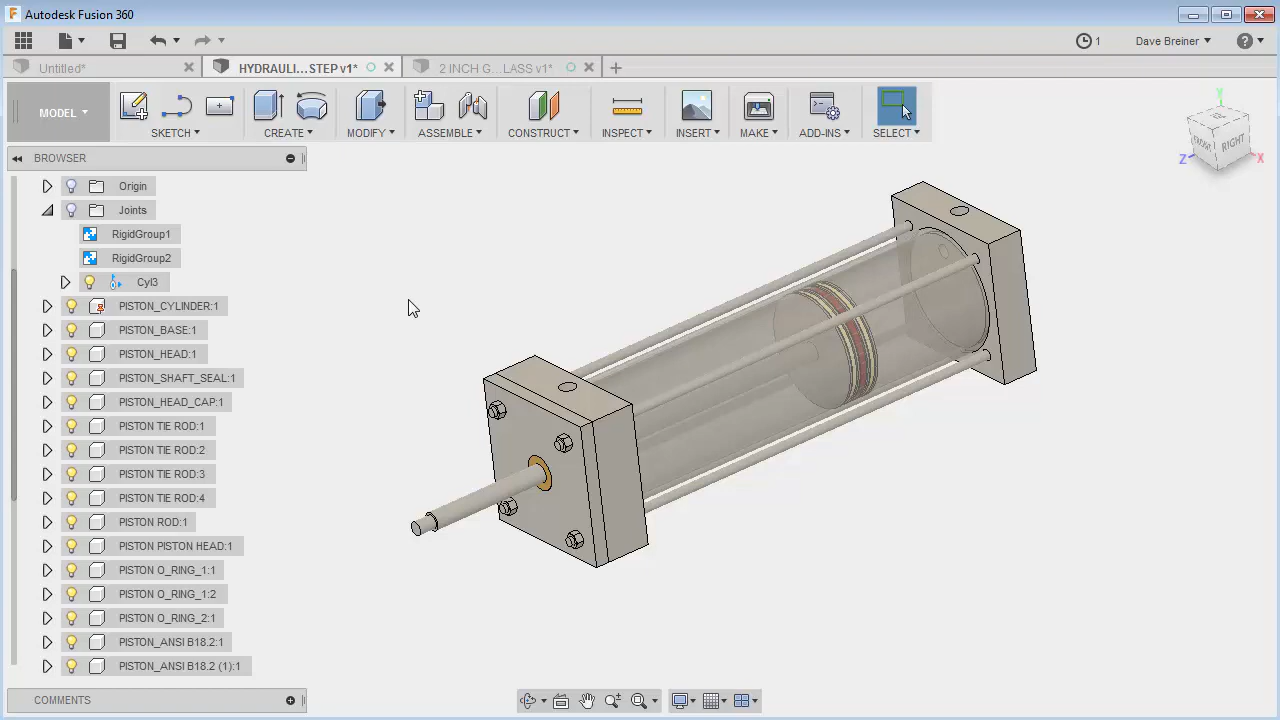 Autodesk Fusion 360
1
Dave Breiner
Untitled*
HYDRAULI...STEP v1*
2 INCH G...LASS v1*
MODEL
SKETCH
CREATE
MODIFY
ASSEMBLE
CONSTRUCT
INSPECT
INSERT
MAKE
ADD-INS
SELECT
Y
RIGHT
Z
X
BROWSER
Origin
Joints
RigidGroup1
RigidGroup2
Cyl3
PISTON_CYLINDER:1
PISTON_BASE:1
PISTON_HEAD:1
PISTON_SHAFT_SEAL:1
PISTON_HEAD_CAP:1
PISTON TIE ROD:1
PISTON TIE ROD:2
PISTON TIE ROD:3
PISTON TIE ROD:4
PISTON ROD:1
PISTON PISTON HEAD:1
PISTON O_RING_1:1
PISTON O_RING_1:2
PISTON O_RING_2:1
PISTON_ANSI B18.2:1
PISTON_ANSI B18.2 (1):1
COMMENTS